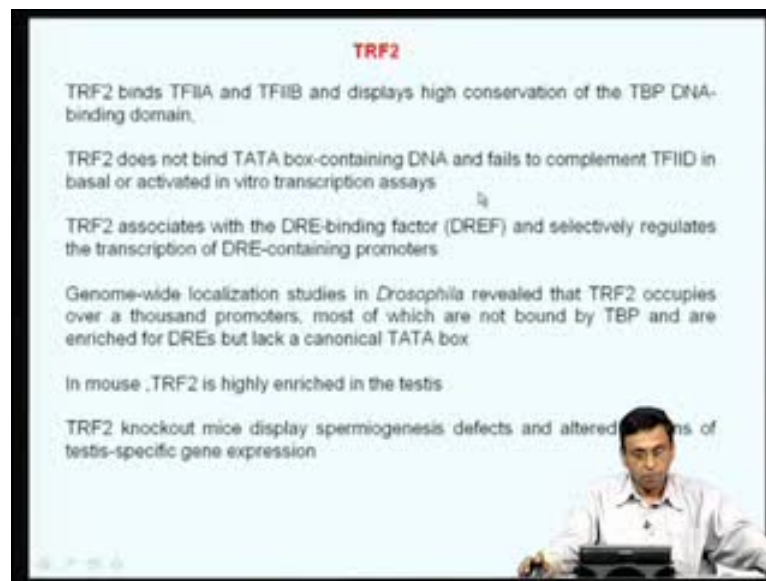 TRF2
TRF2 binds TFIIA and TFIIB and displays high conservation of the TBP DNA-
binding domain,
TRF2 does not bind TATA box-containing DNA and fails to complement TFIID in
basal or activated in vitro transcription assays
TRF2 associates with the DRE-binding factor (DREF) and selectively regulates
the transcription of DRE-containing promoters
Genome-wide localization studies in Drosophila revealed that TRF2 occupies
over a thousand promoters, most of which are not bound by TBP and are
enriched for DREs but lack a canonical TATA box
In mouse ,TRF2 is highly enriched in the testis
TRF2 knockout mice display spermiogenesis defects and altered of
testis-specific gene expression